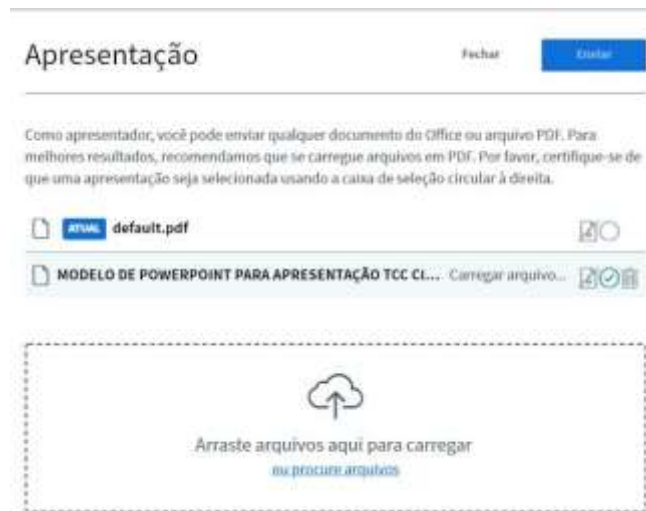 Apresentação
Fechar
Enviar
Como apresentador, você pode enviar qualquer documento do Office ou arquivo PDF. Para
melhores resultados, recomendamos que se carregue arquivos em PDF. Por favor, certifique-se de
que uma apresentação seja selecionada usando a caixa de seleção circular à direita.
ATUAL default.pdf
MODELO DE POWERPOINT PARA APRESENTAÇÃO TCC CI... Carregar arquivo...
Arraste arquivos aqui para carregar
ou procure arquivos